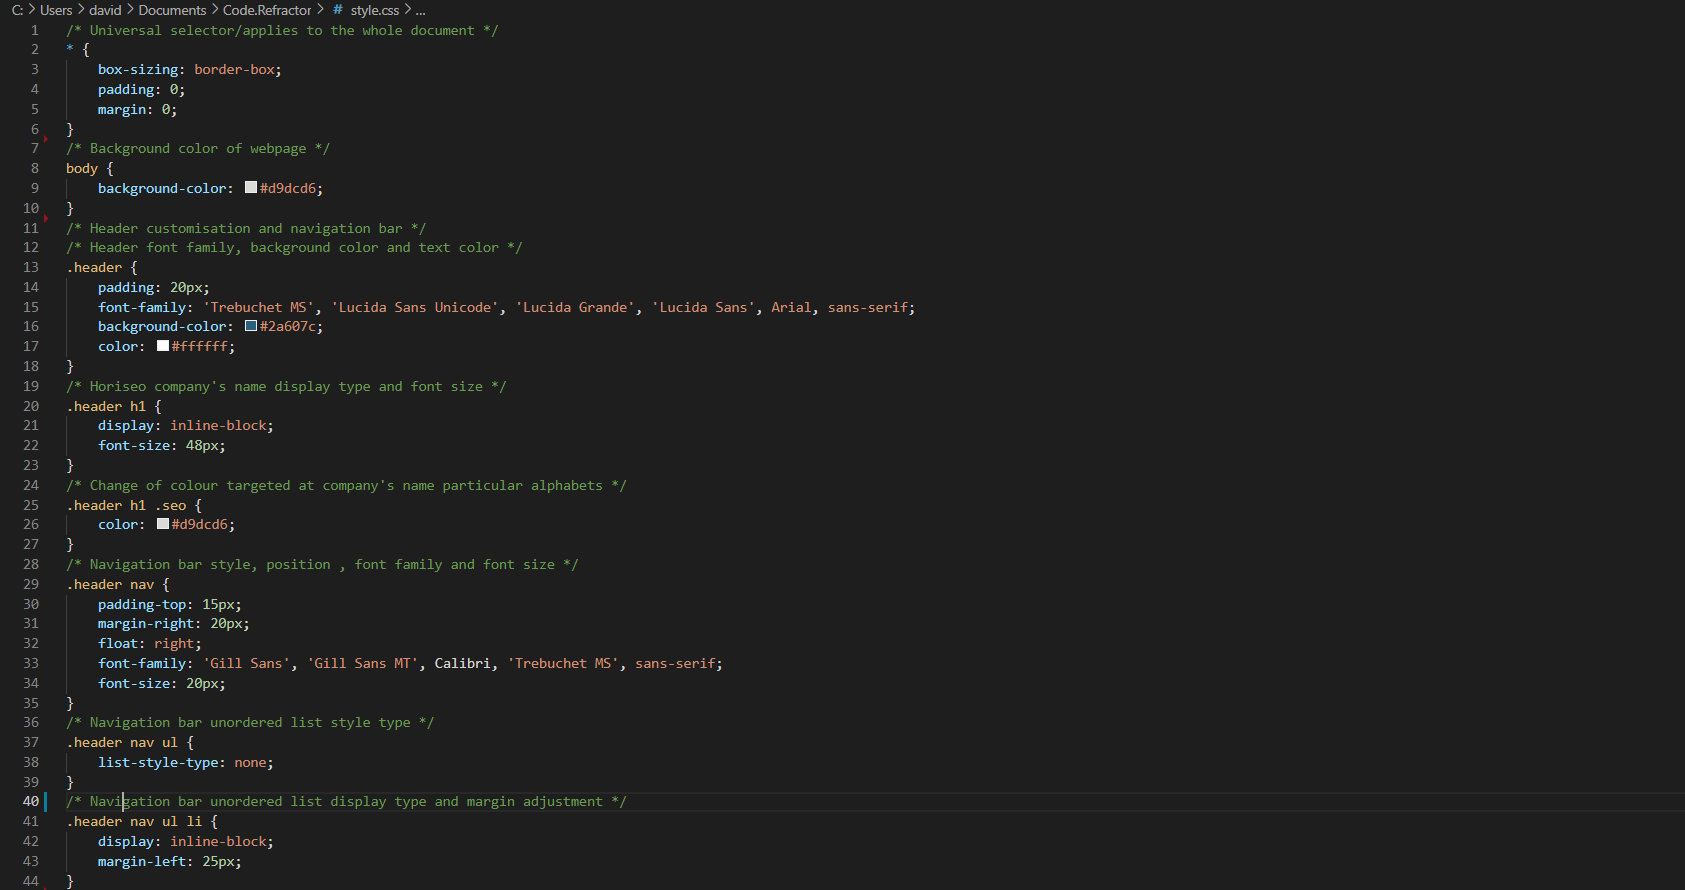 C: > Users > david > Documents > Code.Refractor > # style.css > ...
1 /* Universal selector/applies to the whole document */
2 * {
3     box-sizing: border-box;
4     padding: 0;
5     margin: 0;
6 }
7 /* Background color of webpage */
8 body {
9     background-color: #d9dcd6;
10 }
11 /* Header customisation and navigation bar */
12 /* Header font family, background color and text color */
13 .header {
14     padding: 20px;
15     font-family: 'Trebuchet MS', 'Lucida Sans Unicode', 'Lucida Grande', 'Lucida Sans', Arial, sans-serif;
16     background-color: #2a607c;
17     color: #ffffff;
18 }
19 /* Horiseo company's name display type and font size */
20 .header h1 {
21     display: inline-block;
22     font-size: 48px;
23 }
24 /* Change of colour targeted at company's name particular alphabets */
25 .header h1 .seo {
26     color: #d9dcd6;
27 }
28 /* Navigation bar style, position , font family and font size */
29 .header nav {
30     padding-top: 15px;
31     margin-right: 20px;
32     float: right;
33     font-family: 'Gill Sans', 'Gill Sans MT', Calibri, 'Trebuchet MS', sans-serif;
34     font-size: 20px;
35 }
36 /* Navigation bar unordered list style type */
37 .header nav ul {
38     list-style-type: none;
39 }
40 /* Navigation bar unordered list display type and margin adjustment */
41 .header nav ul li {
42     display: inline-block;
43     margin-left: 25px;
44 }